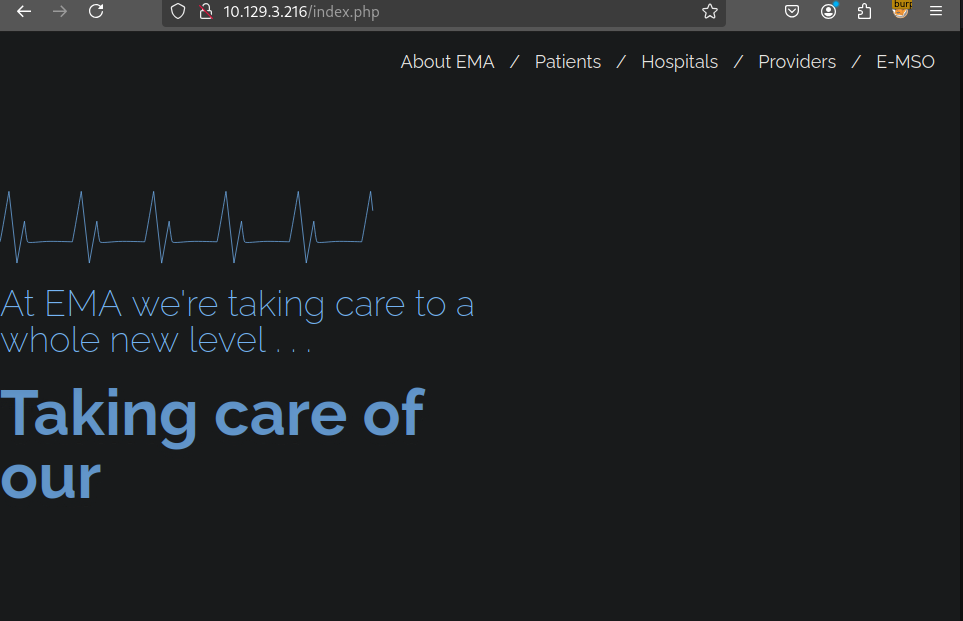 10.129.3.216/index.php
burp
About EMA / Patients / Hospitals / Providers / E-MSO
At EMA we're taking care to a
whole new level . . .
Taking care of
our